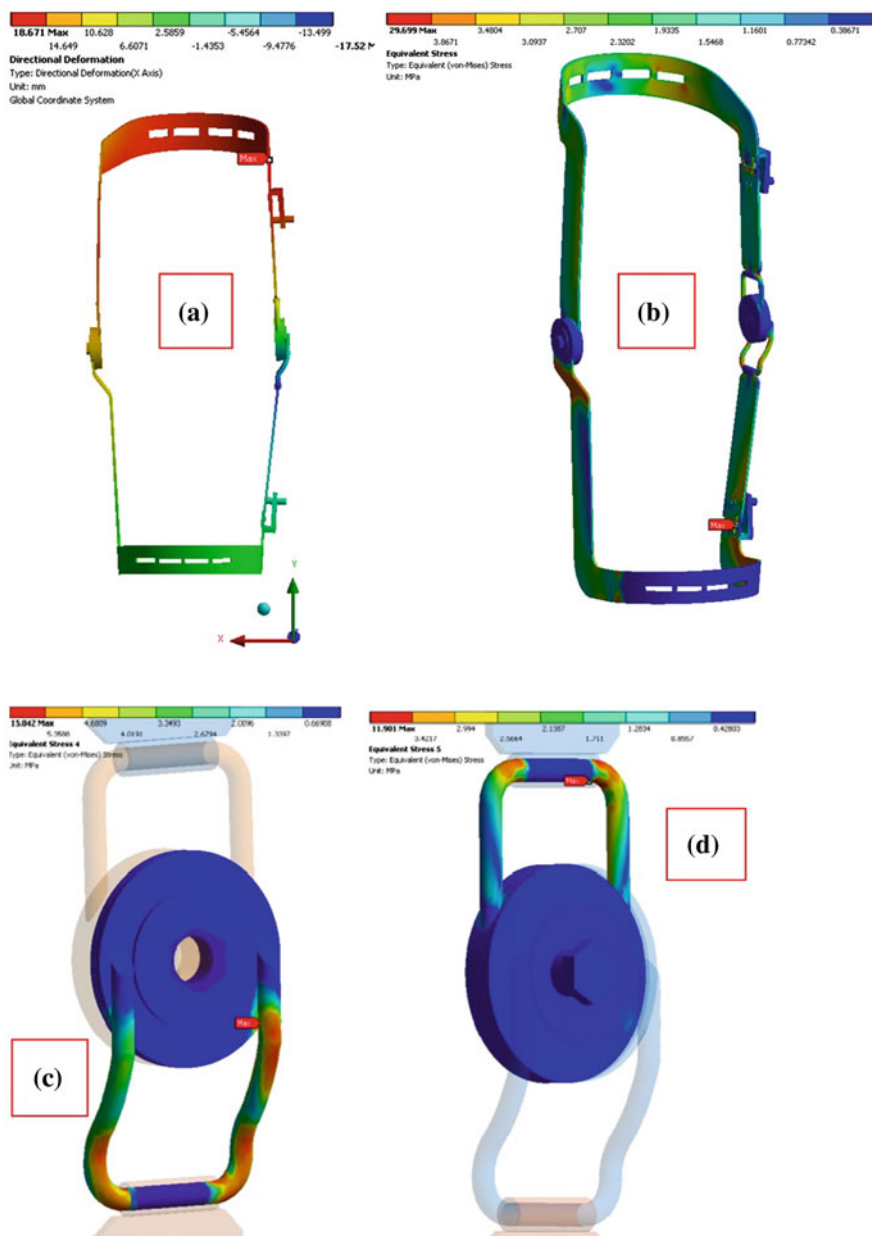 18.671 Max 10.628 2.5859 -5.4564 -13.499
14.649 6.6071 -1.4353 -9.4776 -17.52 M
Directional Deformation
Type: Directional Deformation(X Axis)
Unit: mm
Global Coordinate System
Max
(a)
Y
X
29.699 Max 3.4804 2.707 1.9335 1.1601 0.38671
3.8671 3.0937 2.3202 1.5468 0.77342
Equivalent Stress
Type: Equivalent (von-Mises) Stress
Unit: MPa
(b)
Max
15.042 Max 4.6809 3.3493 2.0096 0.66908
4.0191 2.6794 1.3397
Equivalent Stress 4
Type: Equivalent (von-Mises) Stress
Unit: MPa
Max
(c)
11.901 Max 2.994 2.1387 1.2834 0.42803
3.4217 2.5664 1.711
Equivalent Stress 5
Type: Equivalent (von-Mises) Stress
Unit: MPa
Max
(d)